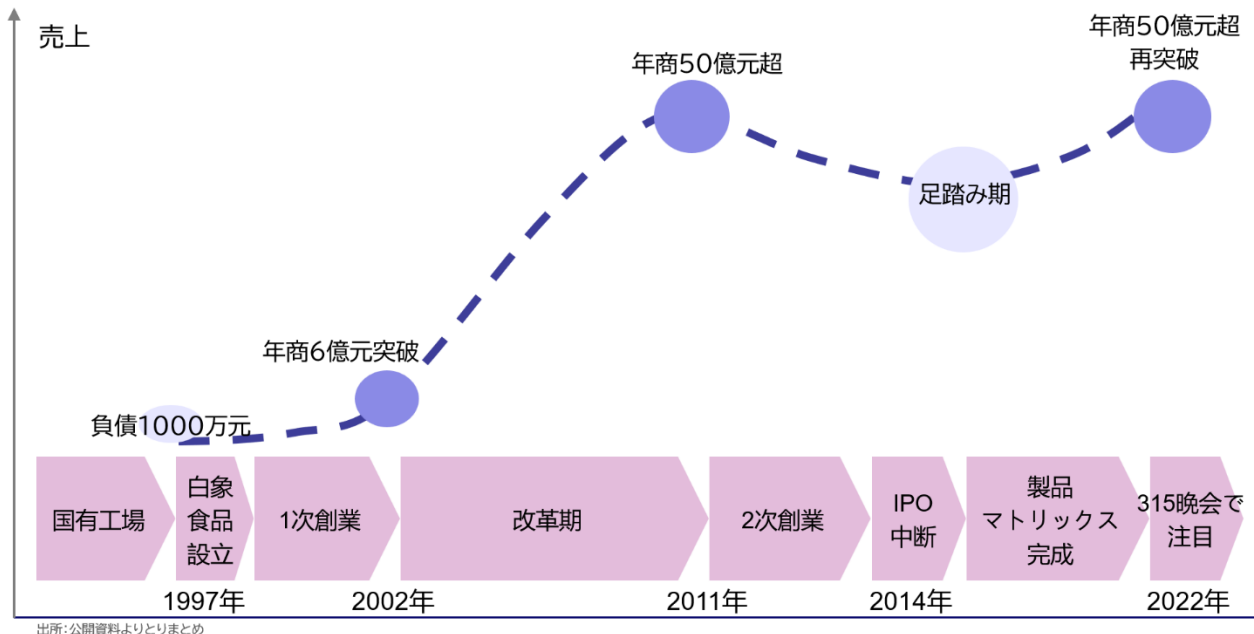 売上
年商50億元超
年商50億元超
再突破
足踏み期
年商6億元突破
負債1000万元
国有工場
白象
食品
設立
1次創業
改革期
2次創業
IPO
中断
製品
マトリックス
完成
315晩会で
注目
1997年
2002年
2011年
2014年
2022年
出所：公開資料よりとりまとめ